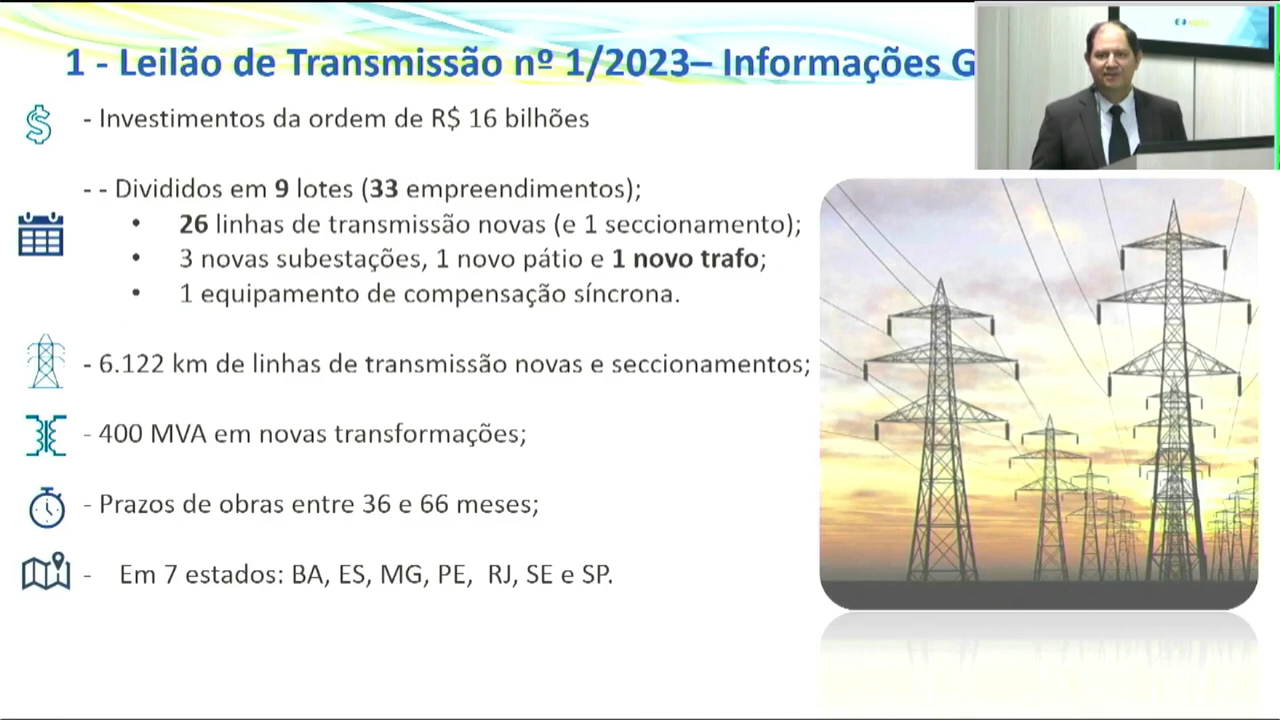 1 - Leilão de Transmissão nº 1/2023– Informações G
- Investimentos da ordem de R$ 16 bilhões
- - Divididos em 9 lotes (33 empreendimentos);
• 26 linhas de transmissão novas (e 1 seccionamento);
• 3 novas subestações, 1 novo pátio e 1 novo trafo;
• 1 equipamento de compensação síncrona.
- 6.122 km de linhas de transmissão novas e seccionamentos;
- 400 MVA em novas transformações;
- Prazos de obras entre 36 e 66 meses;
- Em 7 estados: BA, ES, MG, PE, RJ, SE e SP.